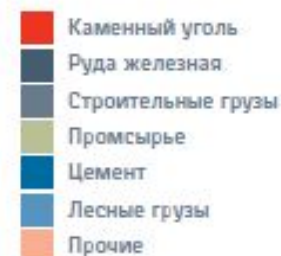 Каменный уголь
Руда железная
Строительные грузы
Промсырье
Цемент
Лесные грузы
Прочие